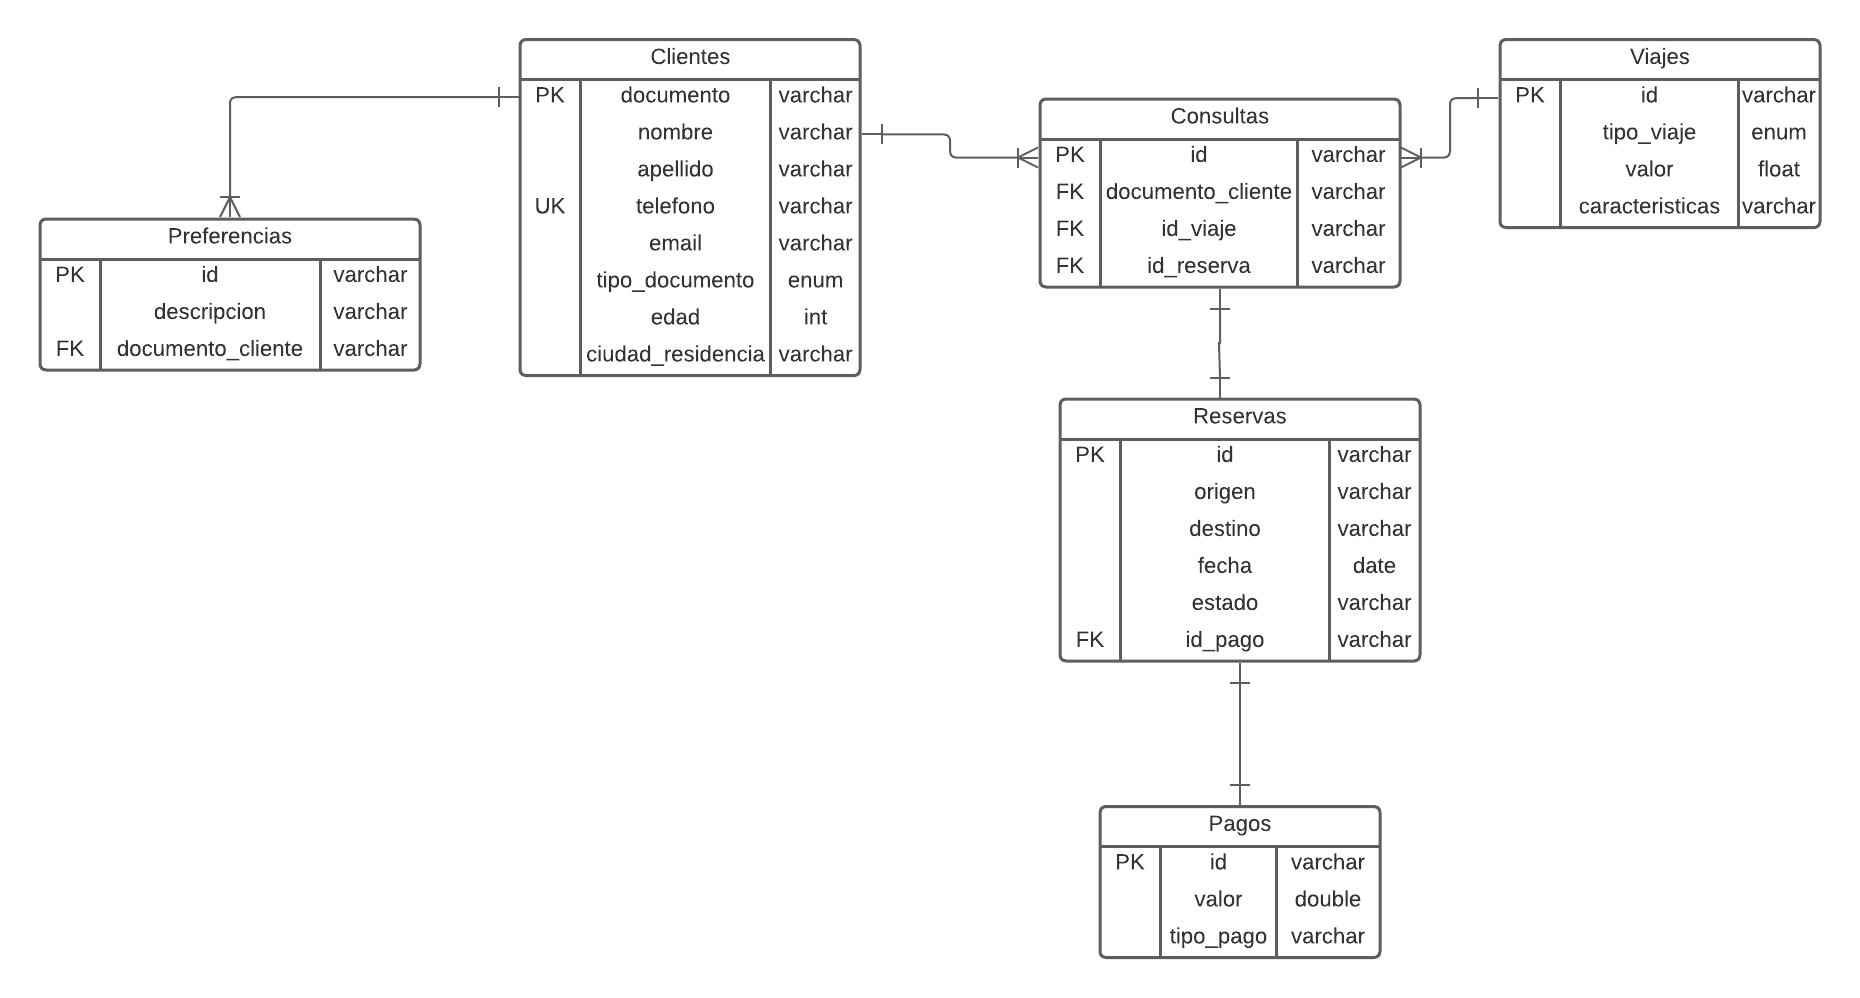 Clientes
PK documento varchar
nombre varchar
apellido varchar
UK telefono varchar
email varchar
tipo_documento enum
edad int
ciudad_residencia varchar
Viajes
PK id varchar
tipo_viaje enum
valor float
caracteristicas varchar
Consultas
PK id varchar
FK documento_cliente varchar
FK id_viaje varchar
FK id_reserva varchar
Preferencias
PK id varchar
descripcion varchar
FK documento_cliente varchar
Reservas
PK id varchar
origen varchar
destino varchar
fecha date
estado varchar
FK id_pago varchar
Pagos
PK id varchar
valor double
tipo_pago varchar